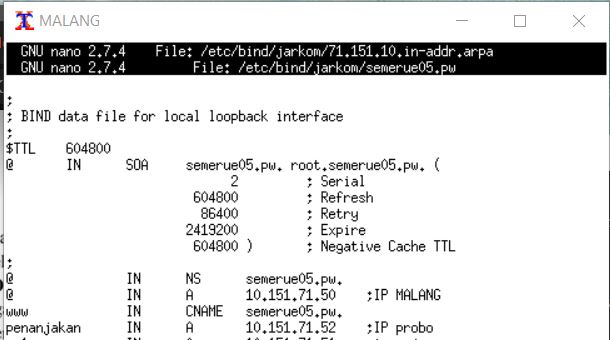 MALANG
GNU nano 2.7.4 File: /etc/bind/jarkom/71.151.10.in-addr.arpa
GNU nano 2.7.4 File: /etc/bind/jarkom/semerue05.pw
;
; BIND data file for local loopback interface
;
$TTL 604800
@ IN SOA semerue05.pw. root.semerue05.pw. (
2 ; Serial
604800 ; Refresh
86400 ; Retry
2419200 ; Expire
604800 ) ; Negative Cache TTL
;
@ IN NS semerue05.pw.
@ IN A 10.151.71.50 ;IP MALANG
www IN CNAME semerue05.pw.
penanjakan IN A 10.151.71.52 ;IP probo